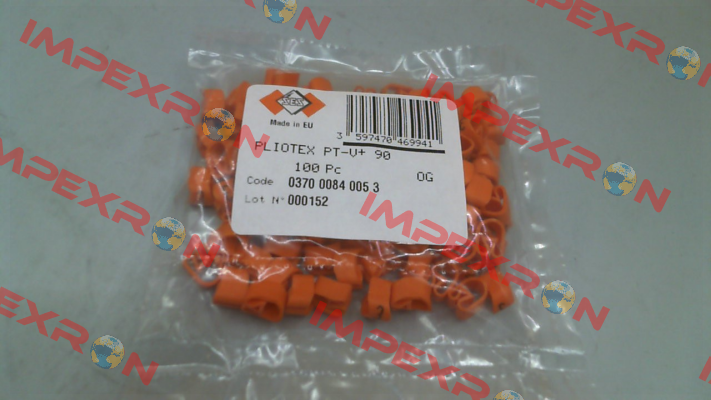 IMPEXRON
IMPEXRON
IMPEXRON
SES
Made in EU
3 597470 469941
PLIOTEX PT-V+ 90
100 Pc
OG
Code 0370 0084 005 3
Lot N° 000152
IMPEXRON
IMPEXRON
IMPEXRON
IMPEXRON